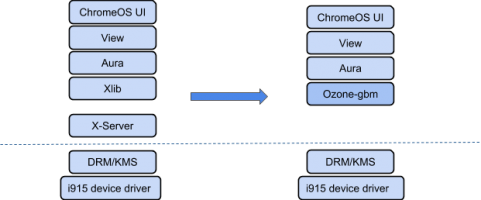 ChromeOS UI
View
Aura
Xlib
X-Server
DRM/KMS
i915 device driver
ChromeOS UI
View
Aura
Ozone-gbm
DRM/KMS
i915 device driver